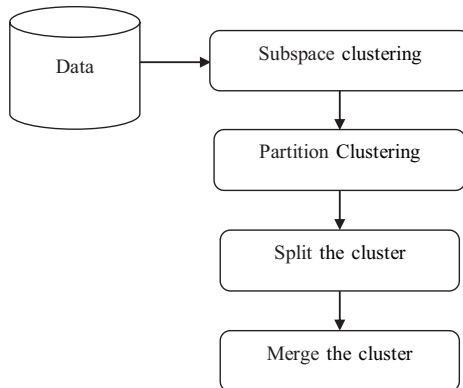 Data
Subspace clustering
Partition Clustering
Split the cluster
Merge the cluster